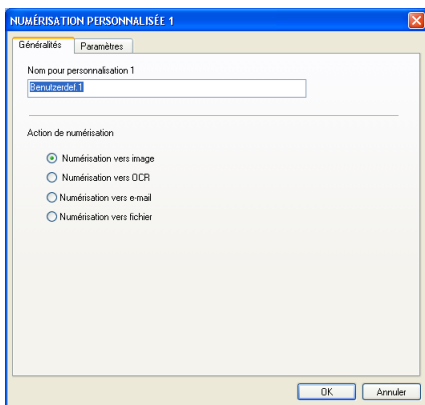 NUMÉRISATION PERSONNALISÉE 1
Généralités Paramètres
Nom pour personnalisation 1
Benutzerdef.1
Action de numérisation
Numérisation vers image
Numérisation vers OCR
Numérisation vers e-mail
Numérisation vers fichier
OK Annuler